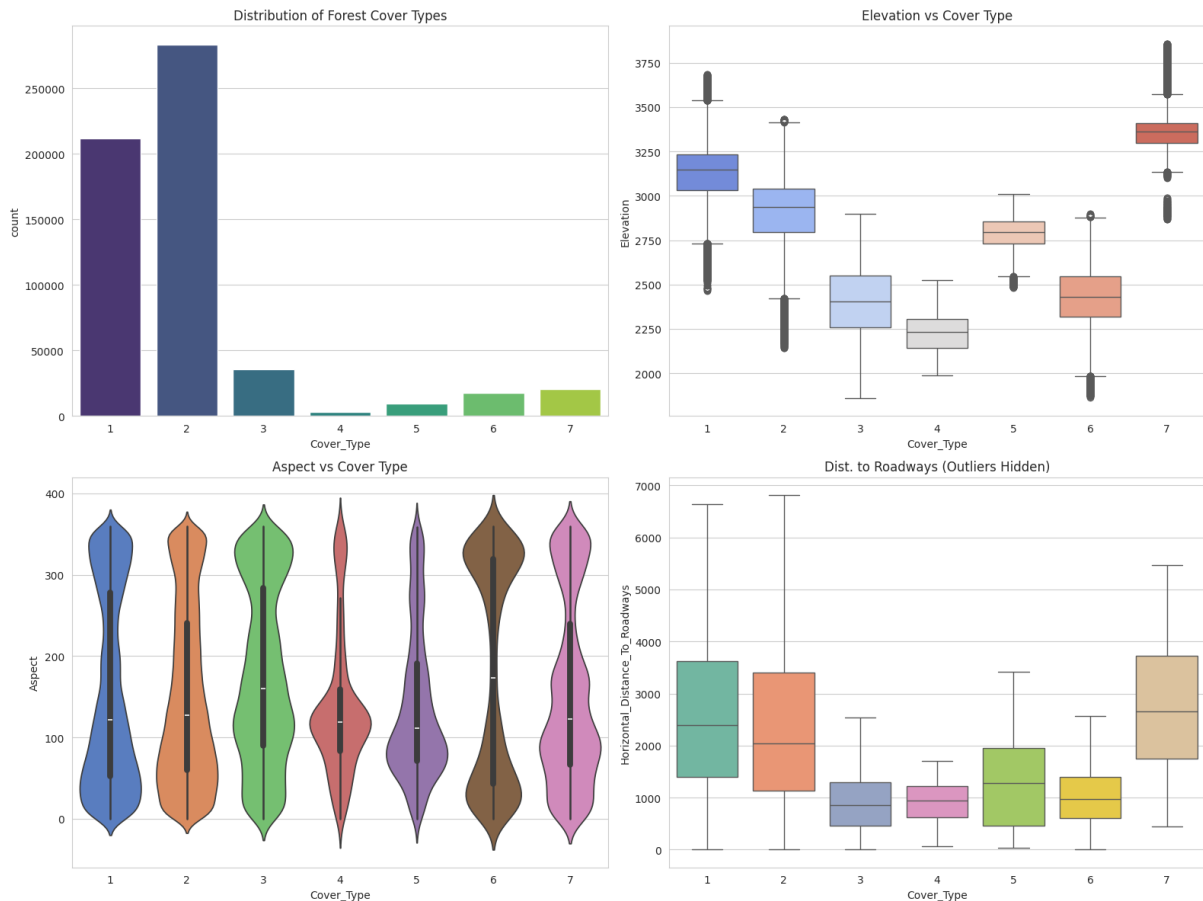 Distribution of Forest Cover Types
count
250000
200000
150000
100000
50000
0
1 2 3 4 5 6 7
Cover_Type
Elevation vs Cover Type
Elevation
3750
3500
3250
3000
2750
2500
2250
2000
1 2 3 4 5 6 7
Cover_Type
Aspect vs Cover Type
Aspect
400
300
200
100
0
1 2 3 4 5 6 7
Cover_Type
Dist. to Roadways (Outliers Hidden)
Horizontal_Distance_To_Roadways
7000
6000
5000
4000
3000
2000
1000
0
1 2 3 4 5 6 7
Cover_Type